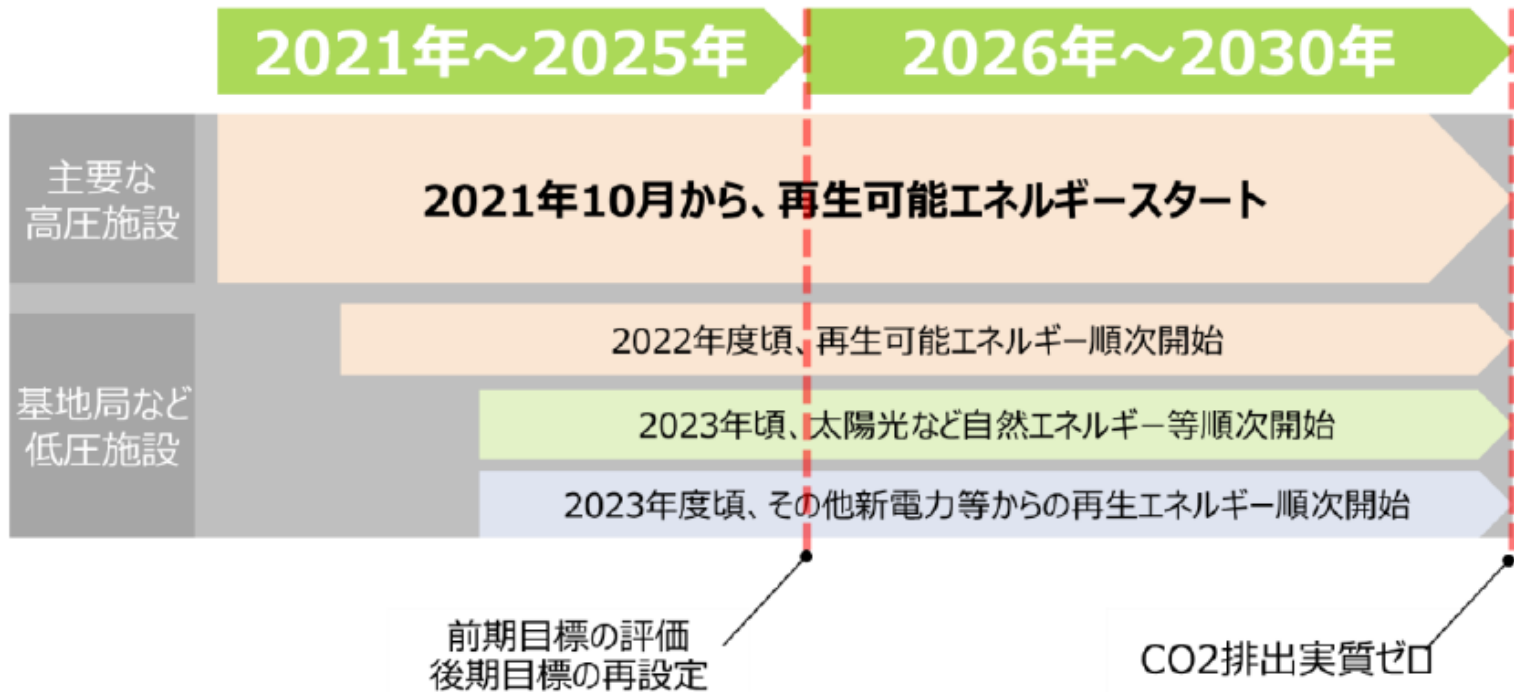 2021年～2025年
2026年～2030年
主要な
高圧施設
2021年10月から、再生可能エネルギースタート
基地局など
低圧施設
2022年度頃、再生可能エネルギー順次開始
2023年頃、太陽光など自然エネルギー等順次開始
2023年度頃、その他新電力等からの再生エネルギー順次開始
前期目標の評価
後期目標の再設定
CO2排出実質ゼロ